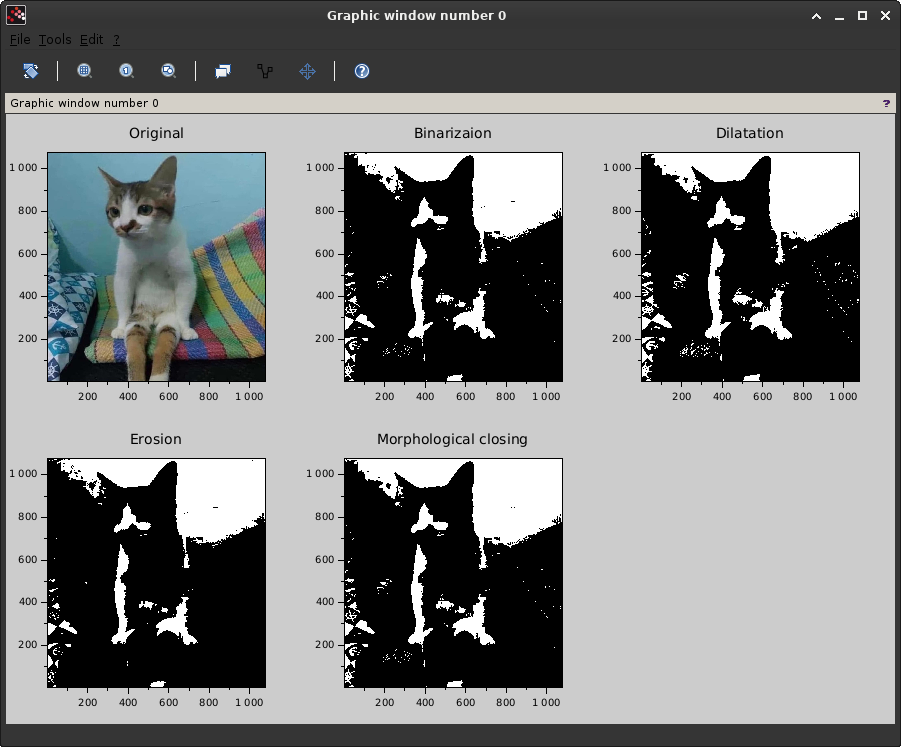 Graphic window number 0
File Tools Edit ?
Graphic window number 0 ?
Original
1 000
800
600
400
200
200 400 600 800 1 000
Binarizaion
1 000
800
600
400
200
200 400 600 800 1 000
Dilatation
1 000
800
600
400
200
200 400 600 800 1 000
Erosion
1 000
800
600
400
200
200 400 600 800 1 000
Morphological closing
1 000
800
600
400
200
200 400 600 800 1 000